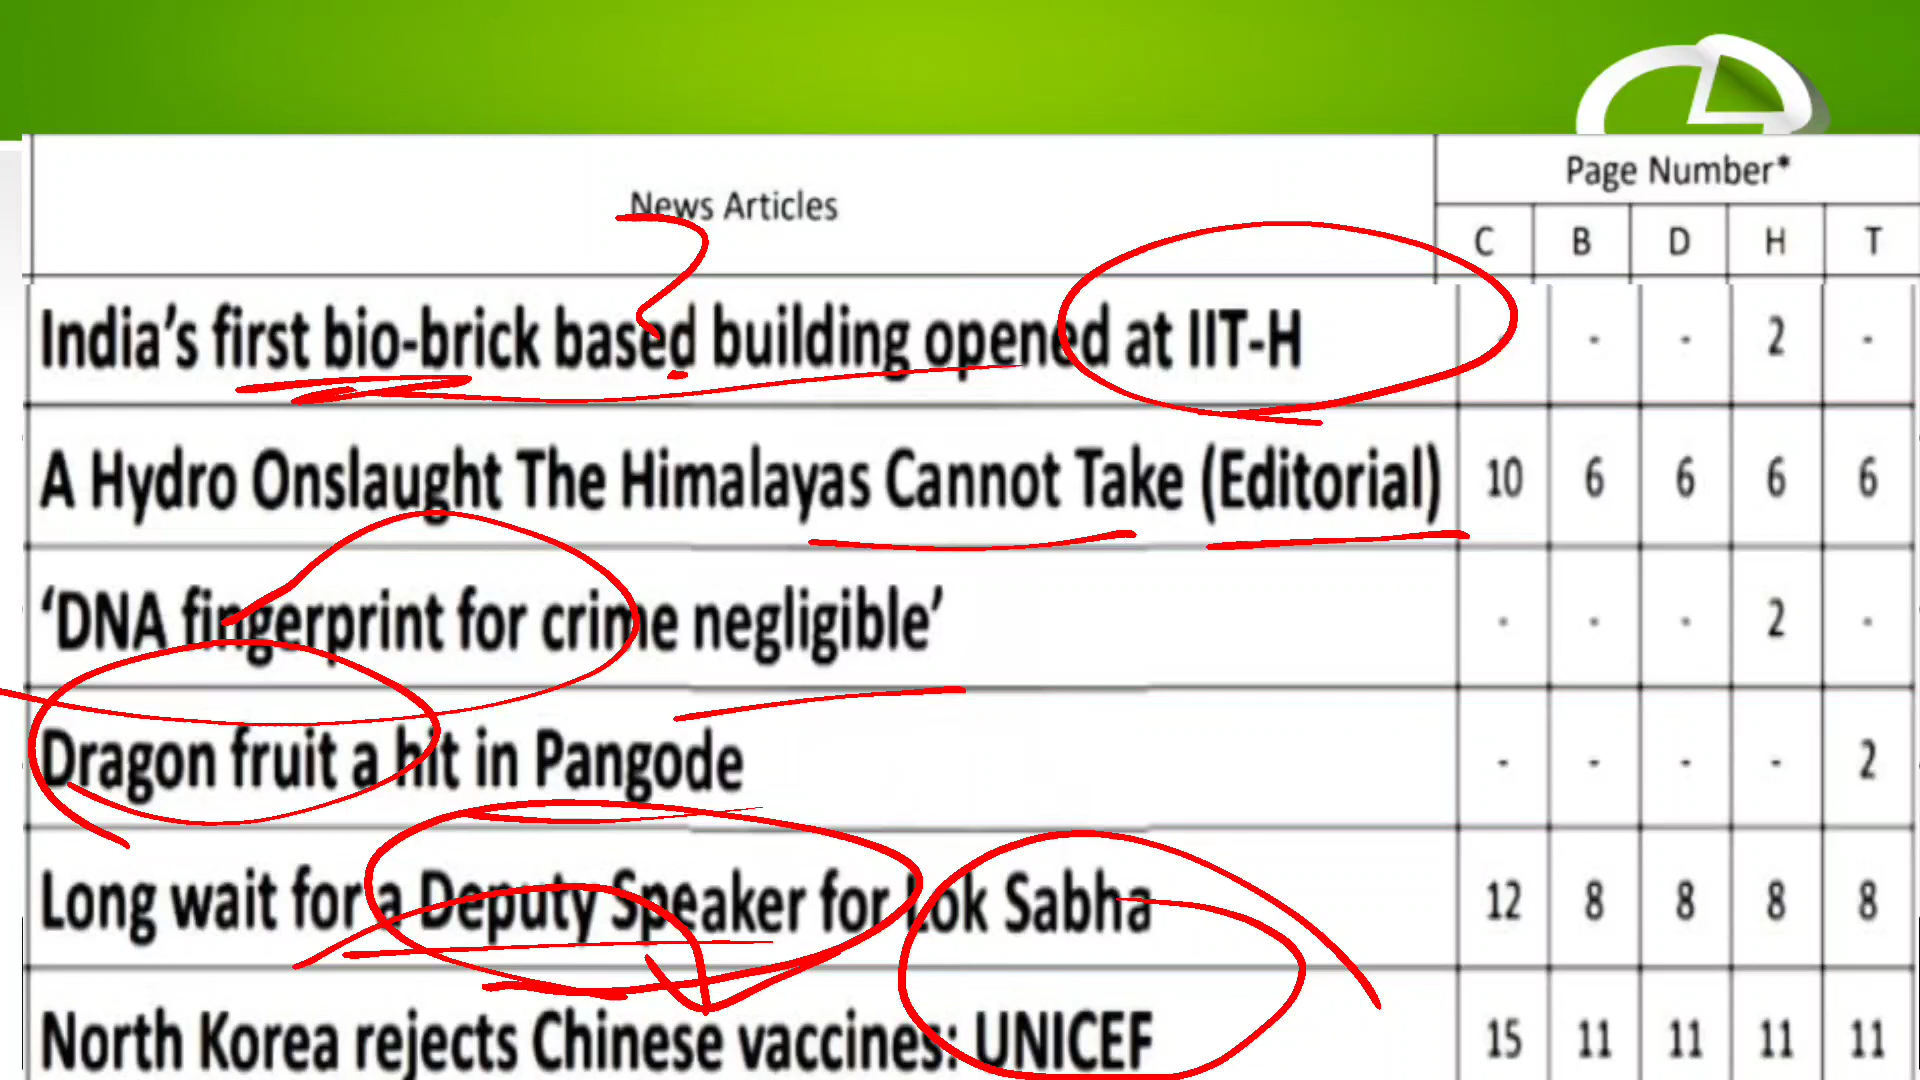 News Articles Page Number*
C B D H T
India's first bio-brick based building opened at IIT-H - - 2 -
A Hydro Onslaught The Himalayas Cannot Take (Editorial) 10 6 6 6 6
‘DNA fingerprint for crime negligible’ - - - 2 -
Dragon fruit a hit in Pangode - - - - 2
Long wait for a Deputy Speaker for Lok Sabha 12 8 8 8 8
North Korea rejects Chinese vaccines: UNICEF 15 11 11 11 11